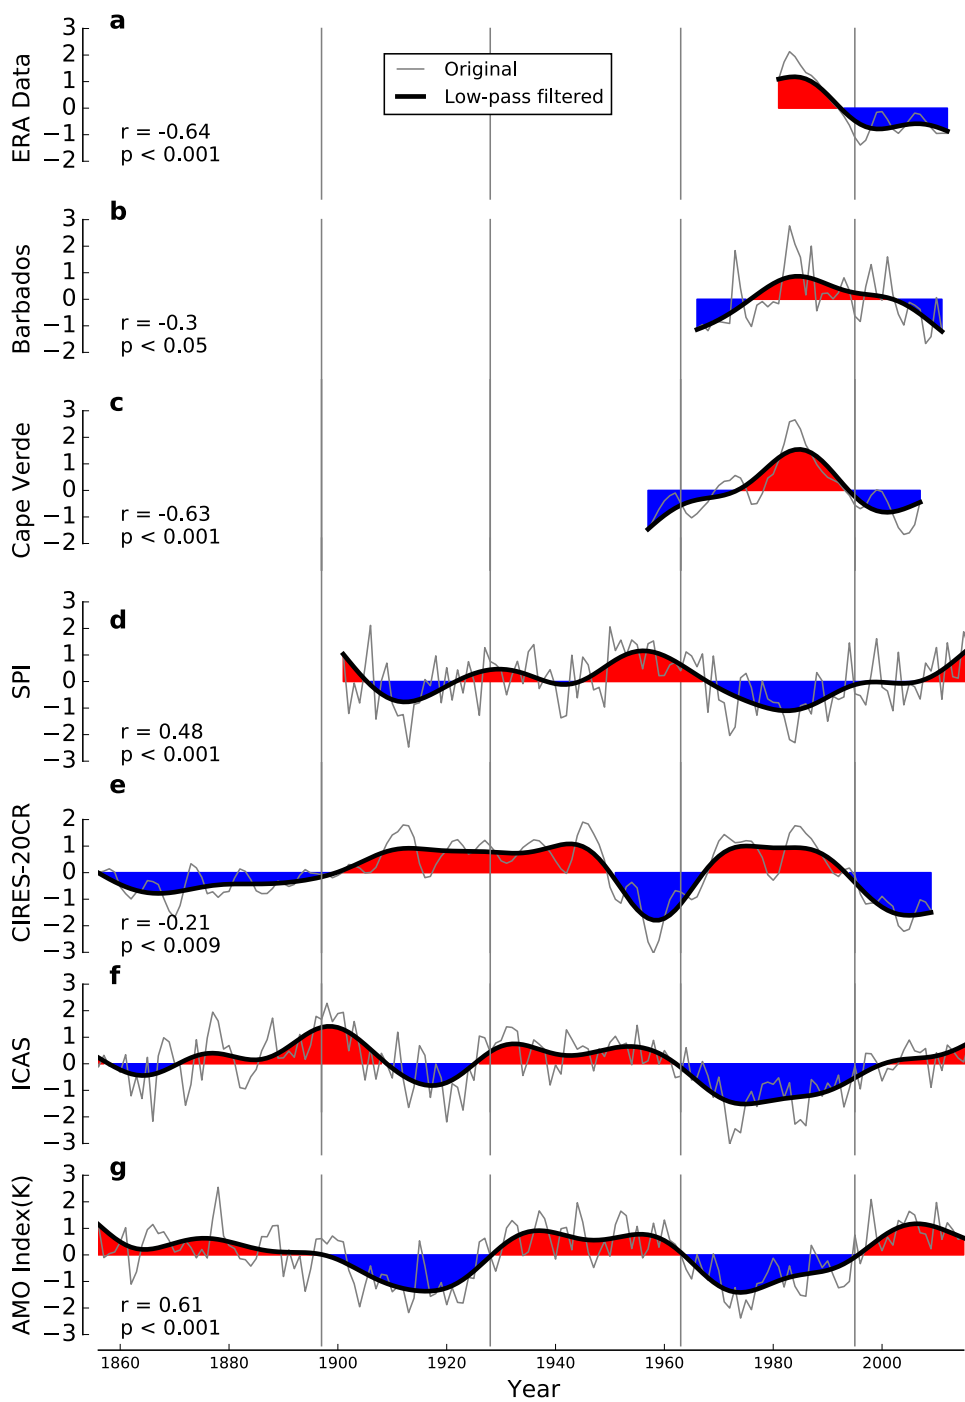 a
3
2
1
0
−1
−2
ERA Data
r = -0.64
p < 0.001
Original
Low-pass filtered
b
3
2
1
0
−1
−2
Barbados
r = -0.3
p < 0.05
c
3
2
1
0
−1
−2
Cape Verde
r = -0.63
p < 0.001
d
3
2
1
0
−1
−2
−3
SPI
r = 0.48
p < 0.001
e
2
1
0
−1
−2
−3
CIRES-20CR
r = -0.21
p < 0.009
f
3
2
1
0
−1
−2
−3
ICAS
g
3
2
1
0
−1
−2
−3
AMO Index(K)
r = 0.61
p < 0.001
1860 1880 1900 1920 1940 1960 1980 2000
Year